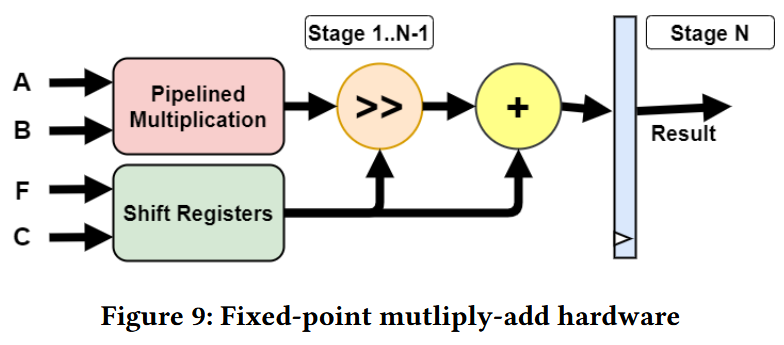 Stage 1..N-1
Stage N
A
B
Pipelined
Multiplication
>>
+
Result
F
C
Shift Registers
Figure 9: Fixed-point mutliply-add hardware